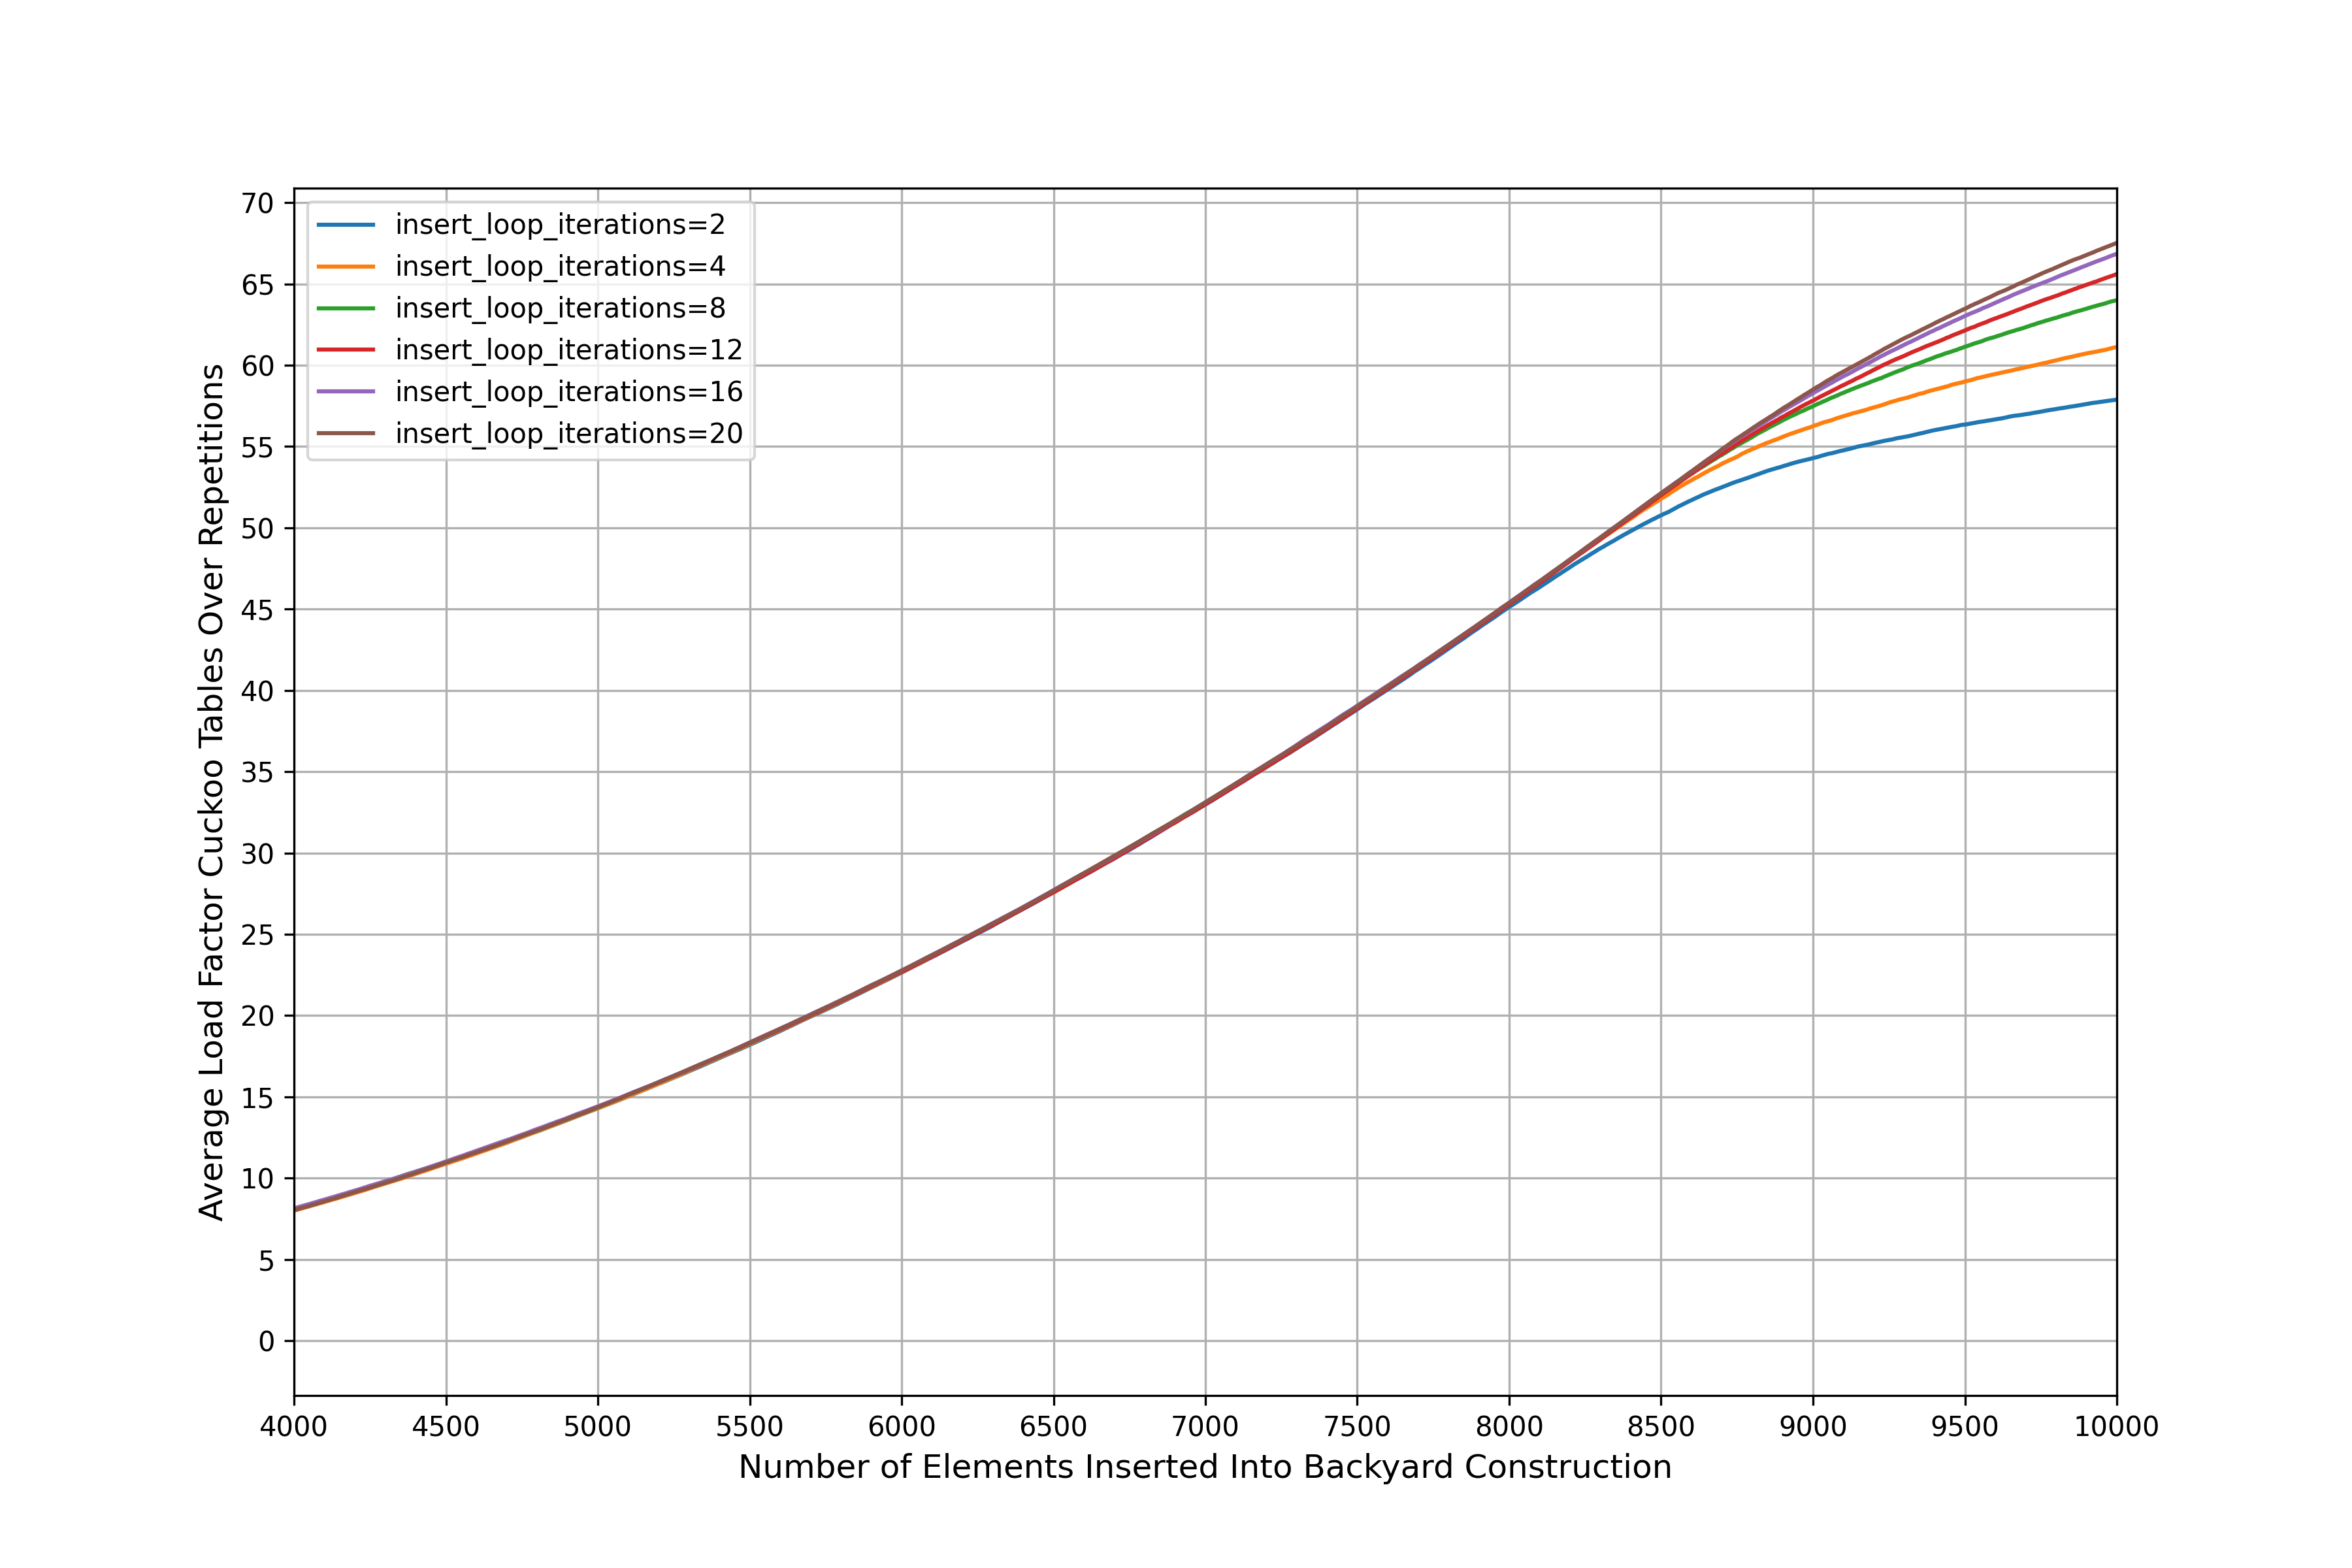 70
65
60
55
50
45
40
35
30
25
20
15
10
5
0
Average Load Factor Cuckoo Tables Over Repetitions
insert_loop_iterations=2
insert_loop_iterations=4
insert_loop_iterations=8
insert_loop_iterations=12
insert_loop_iterations=16
insert_loop_iterations=20
4000 4500 5000 5500 6000 6500 7000 7500 8000 8500 9000 9500 10000
Number of Elements Inserted Into Backyard Construction